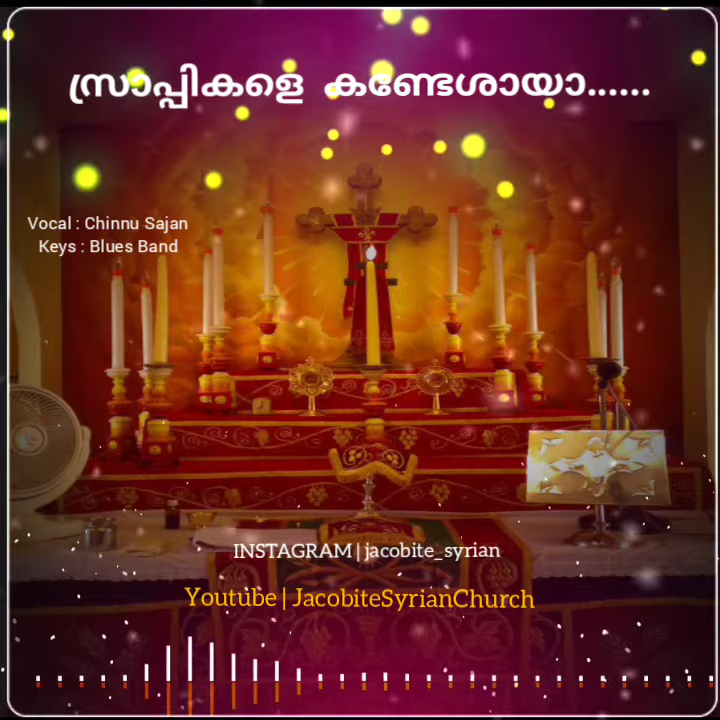 സ്രാപ്പികളെ കണ്ടേശായാ......
Vocal : Chinnu Sajan
Keys : Blues Band
INSTAGRAM | jacobite_syrian
Youtube | JacobiteSyrianChurch